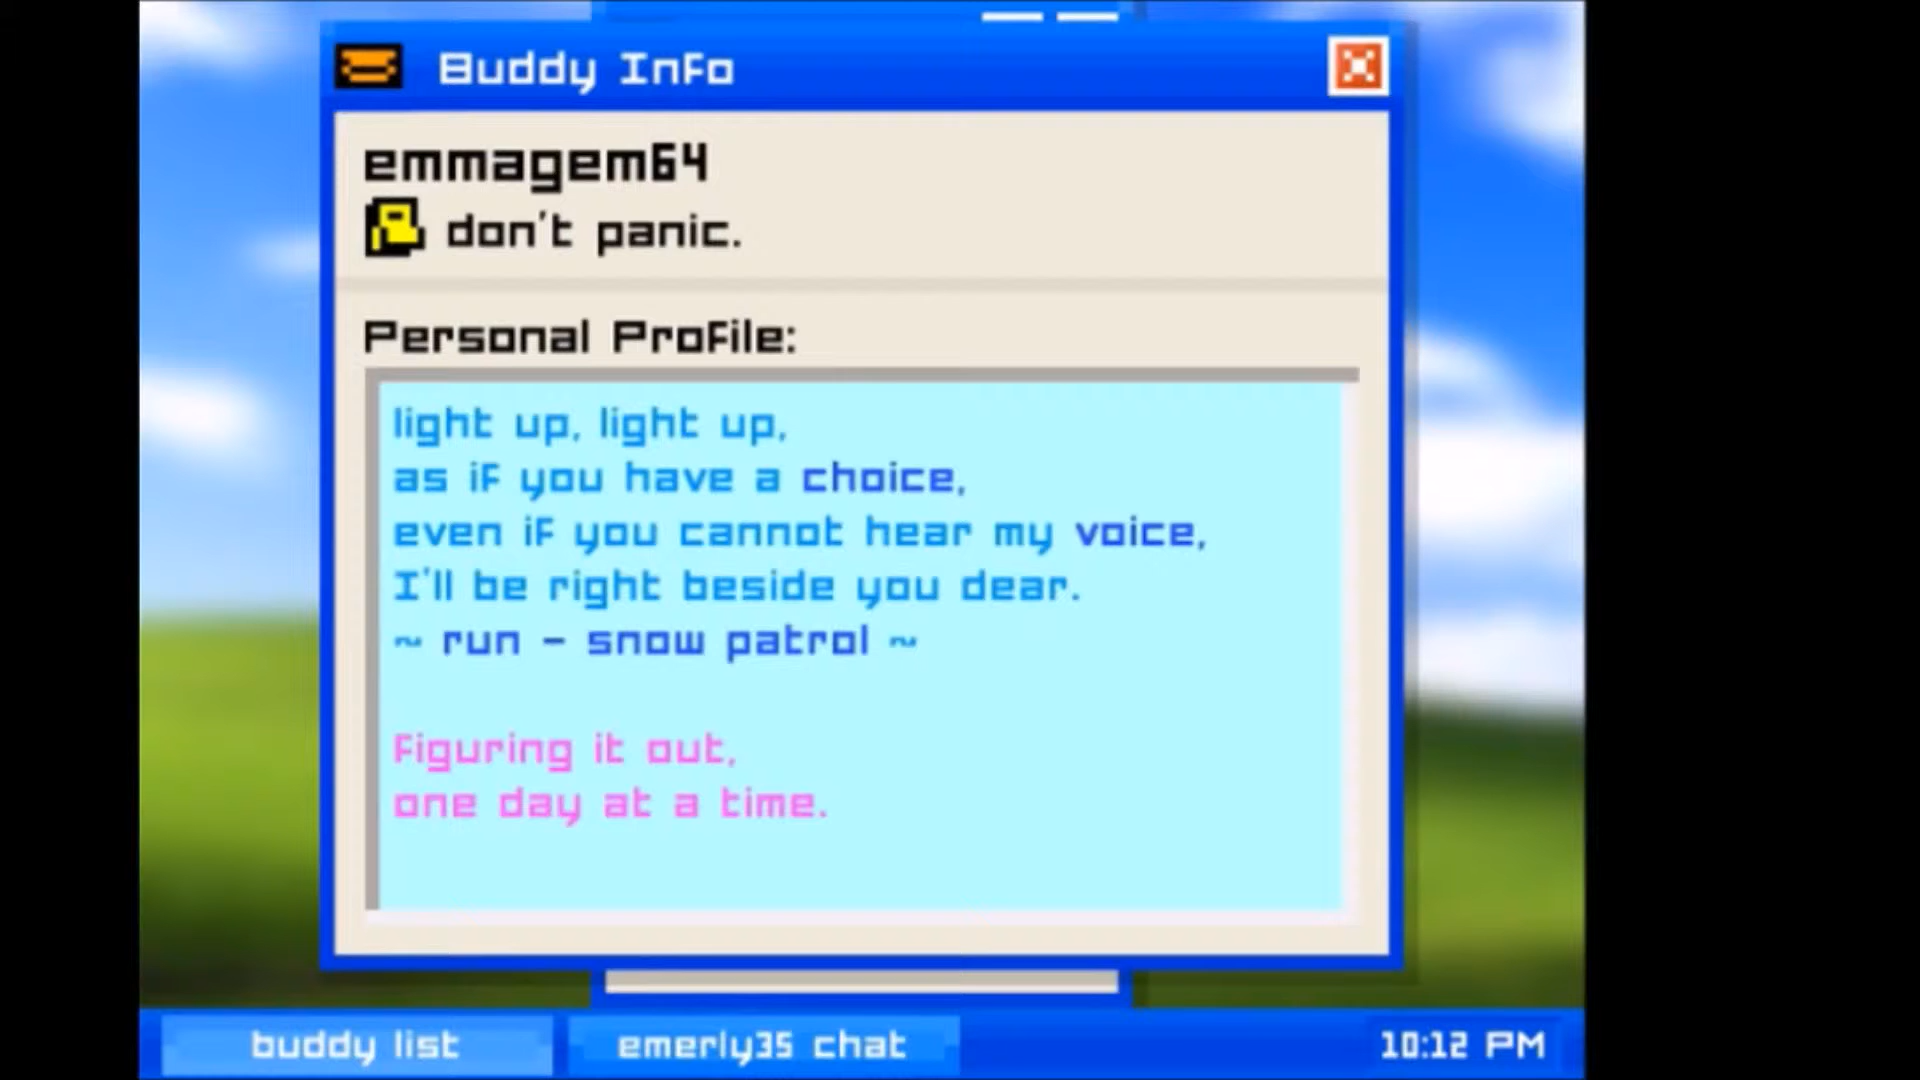 Buddy Info
emmagem64
don't panic.
Personal Profile:
light up, light up,
as if you have a choice,
even if you cannot hear my voice,
I'll be right beside you dear.
~ run - snow patrol ~
figuring it out,
one day at a time.
buddy list
emerly35 chat
10:12 PM